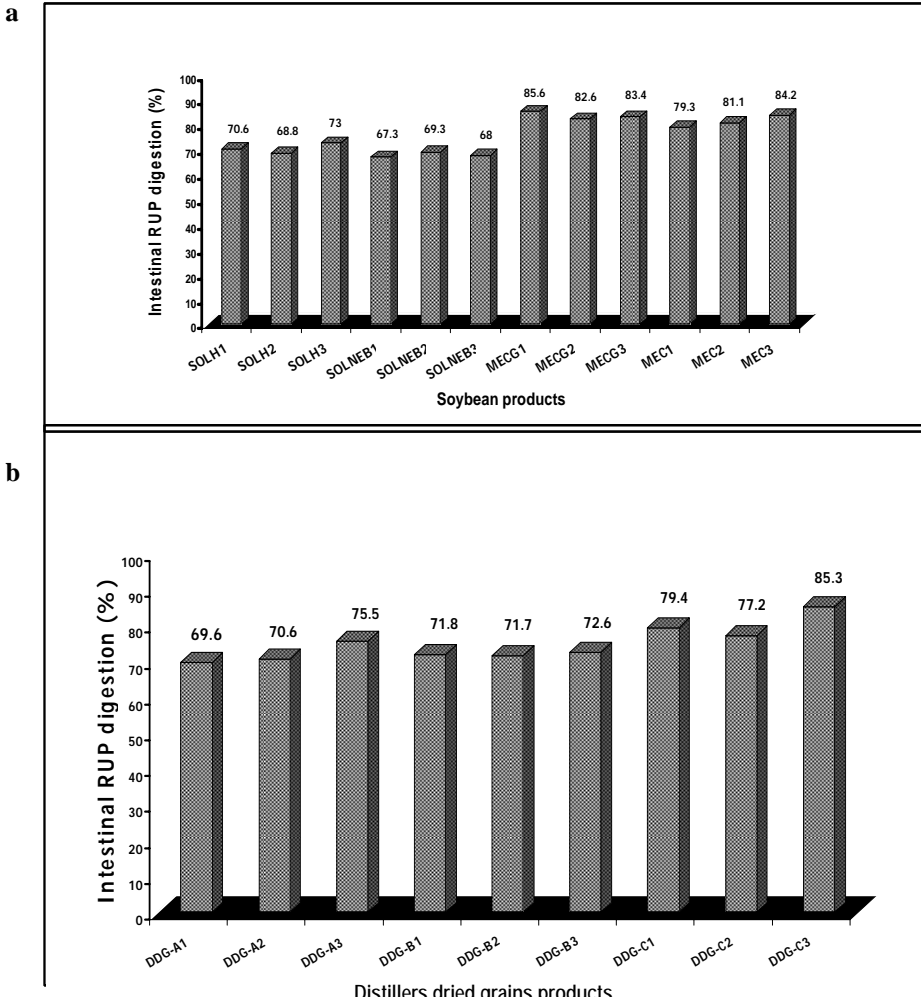 a
Intestinal RUP digestion (%)
100
90
80
70
60
50
40
30
20
10
0
70.6
68.8
73
67.3
69.3
68
85.6
82.6
83.4
79.3
81.1
84.2
SOLH1
SOLH2
SOLH3
SOLNEB1
SOLNEB2
SOLNEB3
MECG1
MECG2
MECG3
MEC1
MEC2
MEC3
Soybean products
b
Intestinal RUP digestion (%)
100
90
80
70
60
50
40
30
20
10
0
69.6
70.6
75.5
71.8
71.7
72.6
79.4
77.2
85.3
DDG-A1
DDG-A2
DDG-A3
DDG-B1
DDG-B2
DDG-B3
DDG-C1
DDG-C2
DDG-C3
Distillers dried grains products